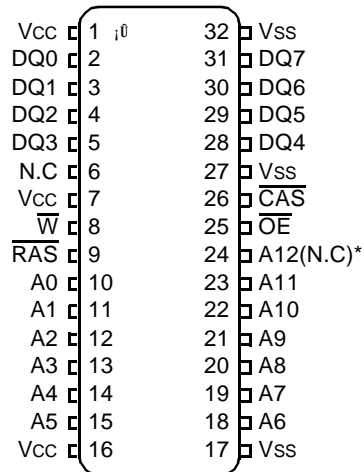 VCC 1 ¡Û 32 VSS
DQ0 2 31 DQ7
DQ1 3 30 DQ6
DQ2 4 29 DQ5
DQ3 5 28 DQ4
N.C 6 27 VSS
VCC 7 26 CAS
W 8 25 OE
RAS 9 24 A12(N.C)*
A0 10 23 A11
A1 11 22 A10
A2 12 21 A9
A3 13 20 A8
A4 14 19 A7
A5 15 18 A6
VCC 16 17 VSS